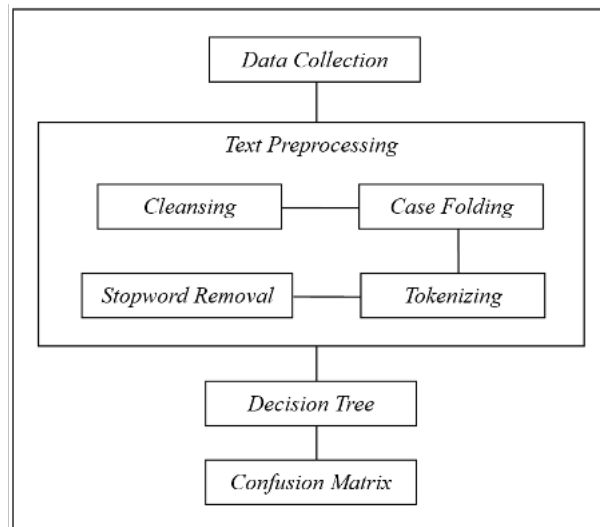 Data Collection
Text Preprocessing
Cleansing
Case Folding
Stopword Removal
Tokenizing
Decision Tree
Confusion Matrix